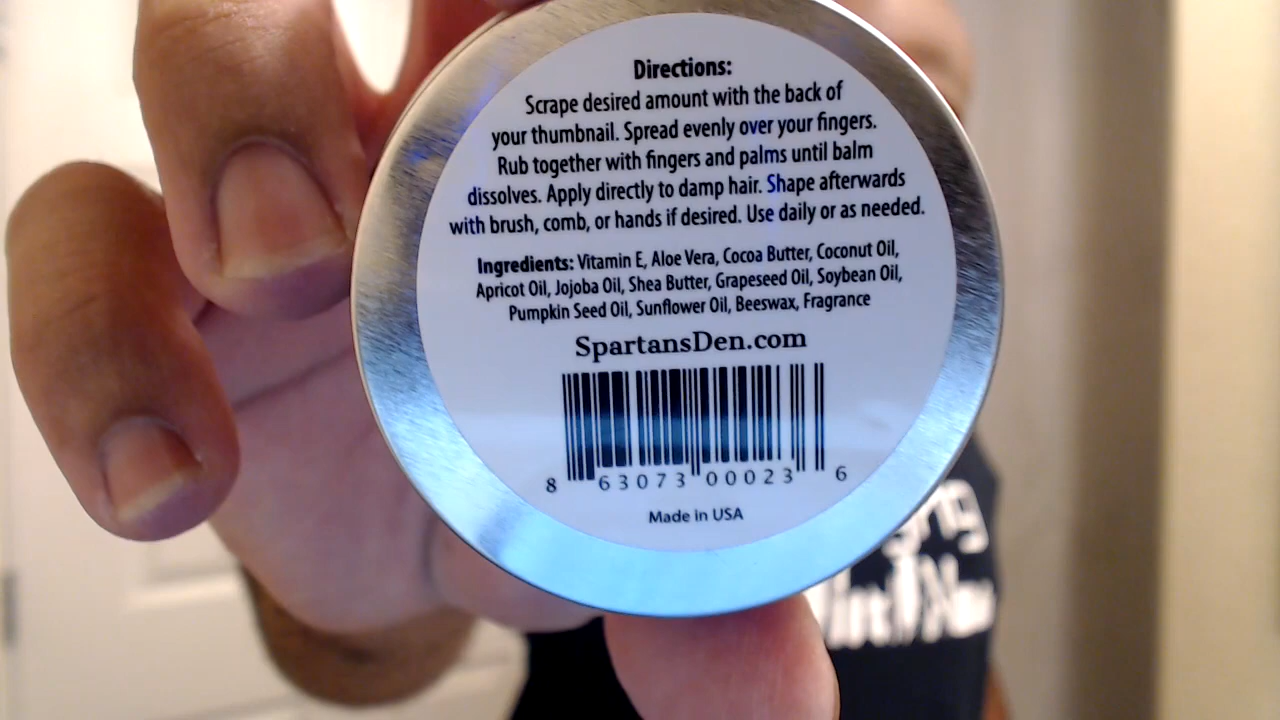 Directions:
Scrape desired amount with the back of
your thumbnail. Spread evenly over your fingers.
Rub together with fingers and palms until balm
dissolves. Apply directly to damp hair. Shape afterwards
with brush, comb, or hands if desired. Use daily or as needed.
Ingredients: Vitamin E, Aloe Vera, Cocoa Butter, Coconut Oil,
Apricot Oil, Jojoba Oil, Shea Butter, Grapeseed Oil, Soybean Oil,
Pumpkin Seed Oil, Sunflower Oil, Beeswax, Fragrance
SpartansDen.com
8 63073 00023 6
Made in USA